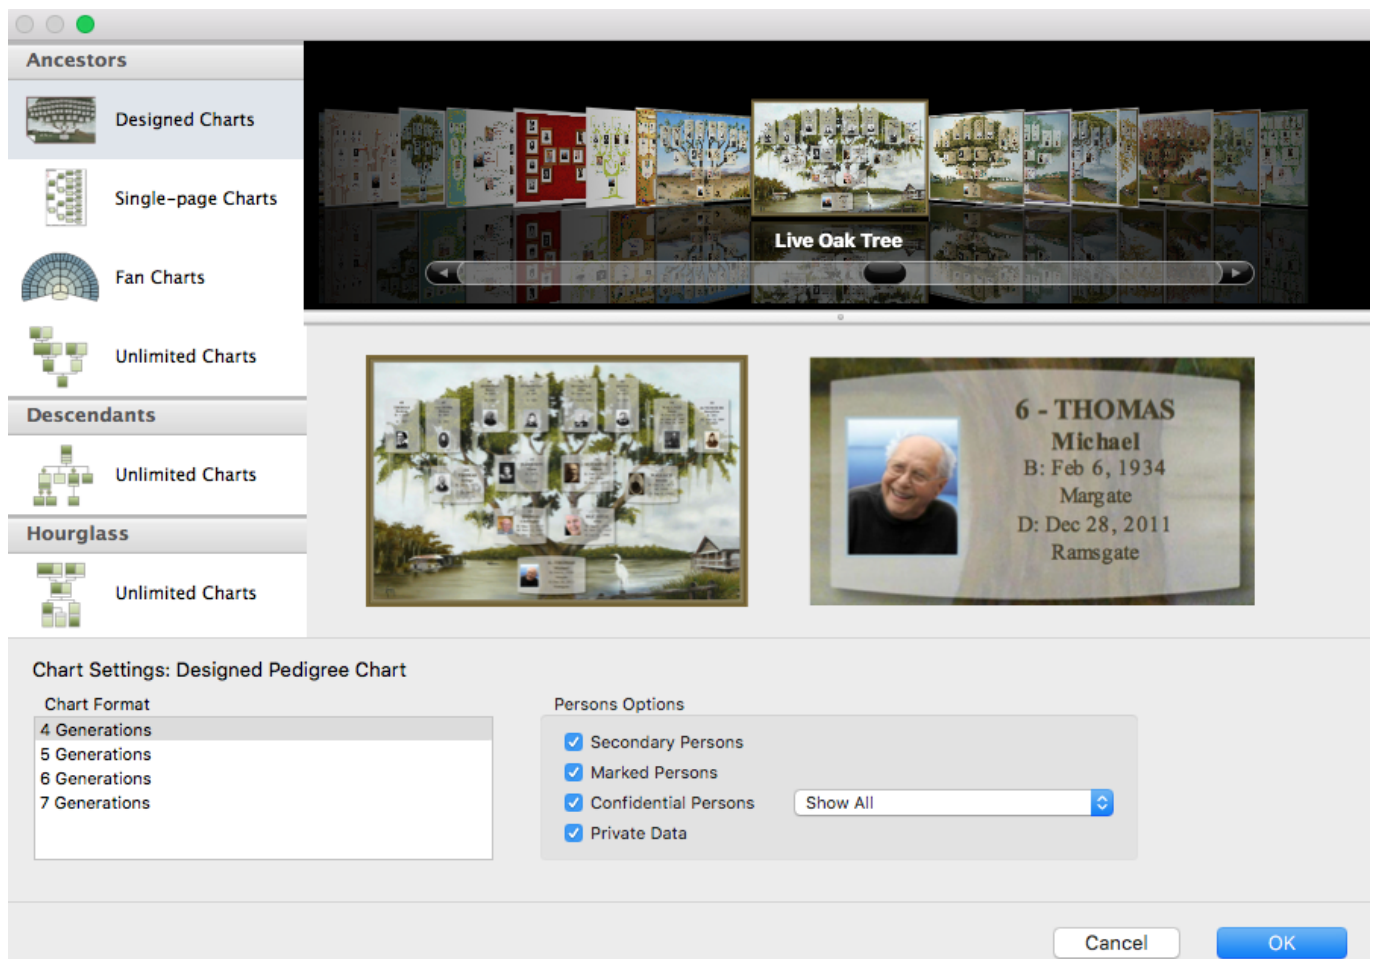 Ancestors
Designed Charts
Single-page Charts
Fan Charts
Unlimited Charts
Descendants
Unlimited Charts
Hourglass
Unlimited Charts
Live Oak Tree
6 - THOMAS
Michael
B: Feb 6, 1934
Margate
D: Dec 28, 2011
Ramsgate
Chart Settings: Designed Pedigree Chart
Chart Format
4 Generations
5 Generations
6 Generations
7 Generations
Persons Options
Secondary Persons
Marked Persons
Confidential Persons
Show All
Private Data
Cancel
OK